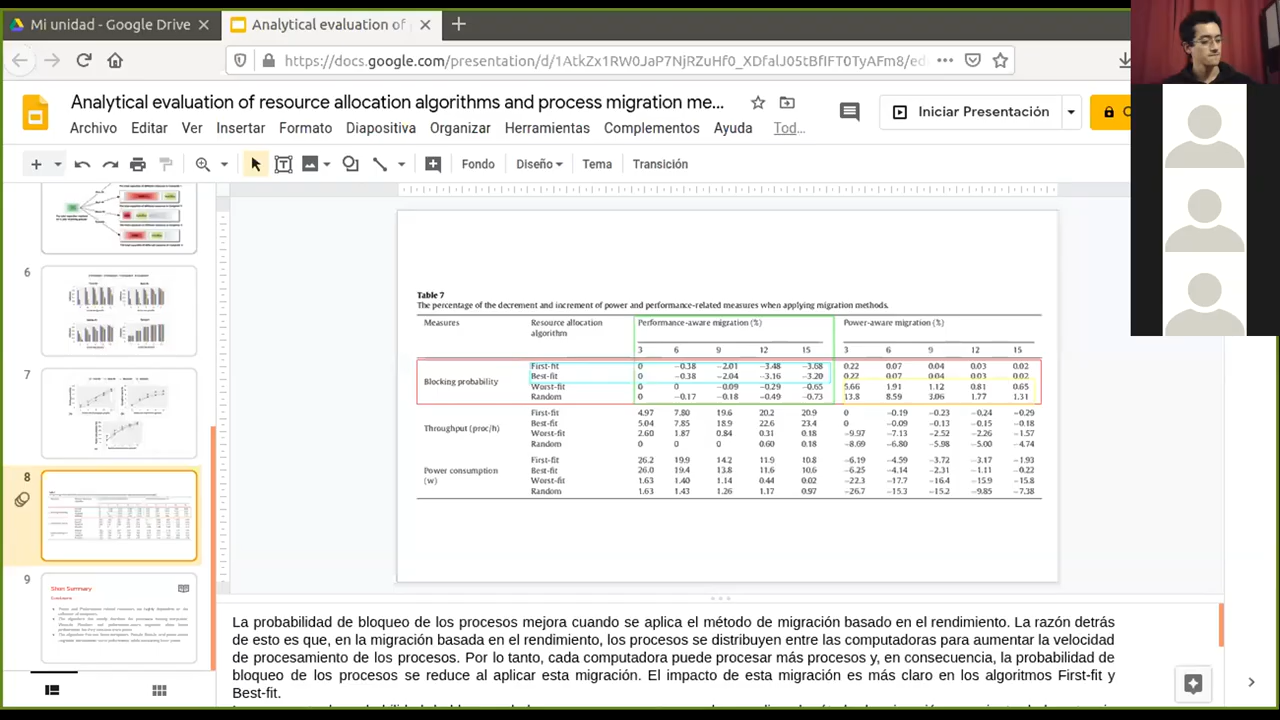 Mi unidad - Google Drive
Analytical evaluation of
https://docs.google.com/presentation/d/1AtkZx1RW0JaP7NjRZuHf0_XDfalJ05tBfIFT0TyAFm8/ed
Analytical evaluation of resource allocation algorithms and process migration me...
Iniciar Presentación
Archivo Editar Ver Insertar Formato Diapositiva Organizar Herramientas Complementos Ayuda Tod...
Fondo Diseño Tema Transición
6
7
8
9
Short Summary
Table 7
The percentage of the decrement and increment of power and performance-related measures when applying migration methods.
Measures Resource allocation algorithm Performance-aware migration (%) Power-aware migration (%)
3 6 9 12 15 3 6 9 12 15
Blocking probability
First-fit 0 −0.38 −2.01 −3.48 −3.68 0.22 0.07 0.04 0.03 0.02
Best-fit 0 −0.38 −2.04 −3.16 −3.20 0.22 0.07 0.04 0.03 0.02
Worst-fit 0 0 −0.09 −0.29 −0.65 5.66 1.91 1.12 0.81 0.65
Random 0 −0.17 −0.18 −0.49 −0.73 13.8 8.59 3.06 1.77 1.31
Throughput (proc/h)
First-fit 4.97 7.80 19.6 20.2 20.9 0 −0.19 −0.23 −0.24 −0.29
Best-fit 5.04 7.85 18.9 22.6 23.4 0 −0.09 −0.13 −0.15 −0.18
Worst-fit 2.60 1.87 0.84 0.31 0.18 −9.97 −7.13 −2.52 −2.26 −1.57
Random 0 0 0 0.60 0.18 −8.69 −6.80 −5.98 −5.00 −4.74
Power consumption (w)
First-fit 26.2 19.9 14.2 11.9 10.8 −6.19 −4.59 −3.72 −3.17 −1.93
Best-fit 26.0 19.4 13.8 11.6 10.6 −6.25 −4.14 −2.31 −1.11 −0.22
Worst-fit 1.83 1.40 1.14 0.44 0.02 −22.3 −17.7 −16.4 −15.9 −15.8
Random 1.63 1.43 1.26 1.17 0.97 −26.7 −15.3 −15.2 −9.85 −7.38
La probabilidad de bloqueo de los procesos mejora cuando se aplica el método de migración basado en el rendimiento. La razón detrás
de esto es que, en la migración basada en el rendimiento, los procesos se distribuyen en más computadoras para aumentar la velocidad
de procesamiento de los procesos. Por lo tanto, cada computadora puede procesar más procesos y, en consecuencia, la probabilidad de
bloqueo de los procesos se reduce al aplicar esta migración. El impacto de esta migración es más claro en los algoritmos First-fit y
Best-fit.